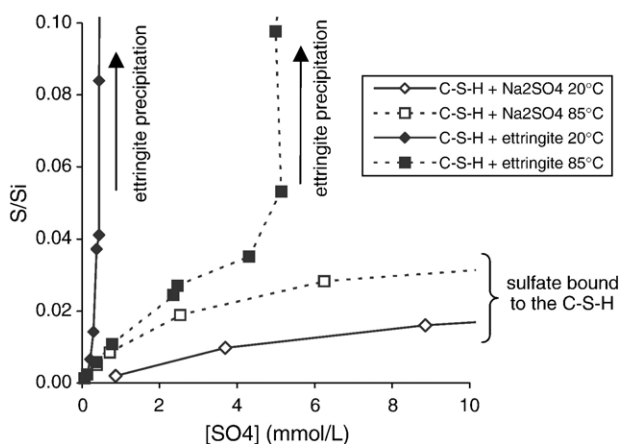 0.10
0.08
0.06
0.04
0.02
0.00
S/Si
0
2
4
6
8
10
[SO4] (mmol/L)
ettringite precipitation
ettringite precipitation
C-S-H + Na2SO4 20°C
C-S-H + Na2SO4 85°C
C-S-H + ettringite 20°C
C-S-H + ettringite 85°C
sulfate bound
to the C-S-H